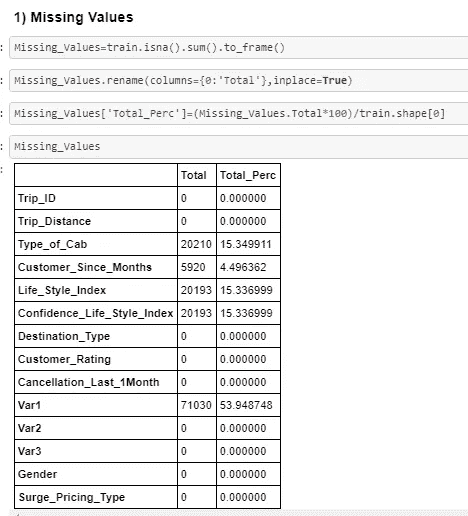 1) Missing Values
: Missing_Values=train.isna().sum().to_frame()
: Missing_Values.rename(columns={0:'Total'},inplace=True)
: Missing_Values['Total_Perc']=(Missing_Values.Total*100)/train.shape[0]
: Missing_Values
:
Total Total_Perc
Trip_ID 0 0.000000
Trip_Distance 0 0.000000
Type_of_Cab 20210 15.349911
Customer_Since_Months 5920 4.496362
Life_Style_Index 20193 15.336999
Confidence_Life_Style_Index 20193 15.336999
Destination_Type 0 0.000000
Customer_Rating 0 0.000000
Cancellation_Last_1Month 0 0.000000
Var1 71030 53.948748
Var2 0 0.000000
Var3 0 0.000000
Gender 0 0.000000
Surge_Pricing_Type 0 0.000000